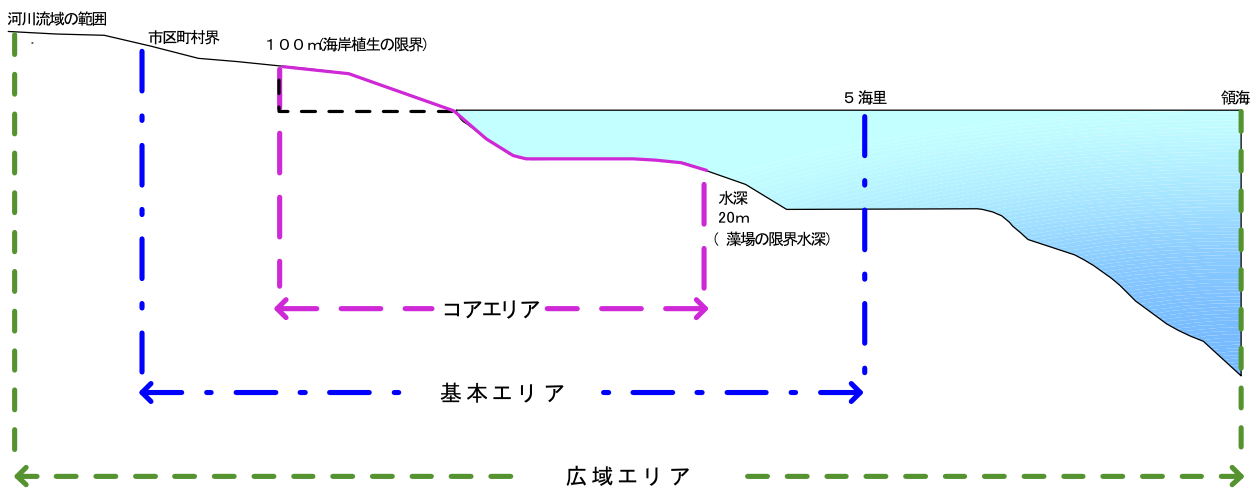 河川流域の範囲
市区町村界
１００ｍ(海岸植生の限界)
５海里
領海
水深
20m
( 藻場の限界水深)
コアエリア
基本エリア
広域エリア